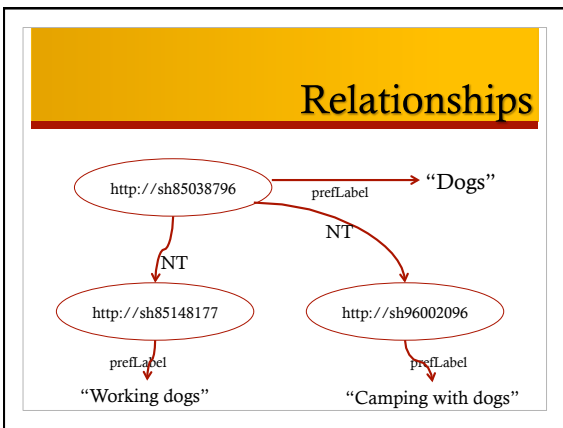 Relationships
http://sh85038796
prefLabel
“Dogs”
NT
NT
http://sh85148177
http://sh96002096
prefLabel
prefLabel
“Working dogs”
“Camping with dogs”